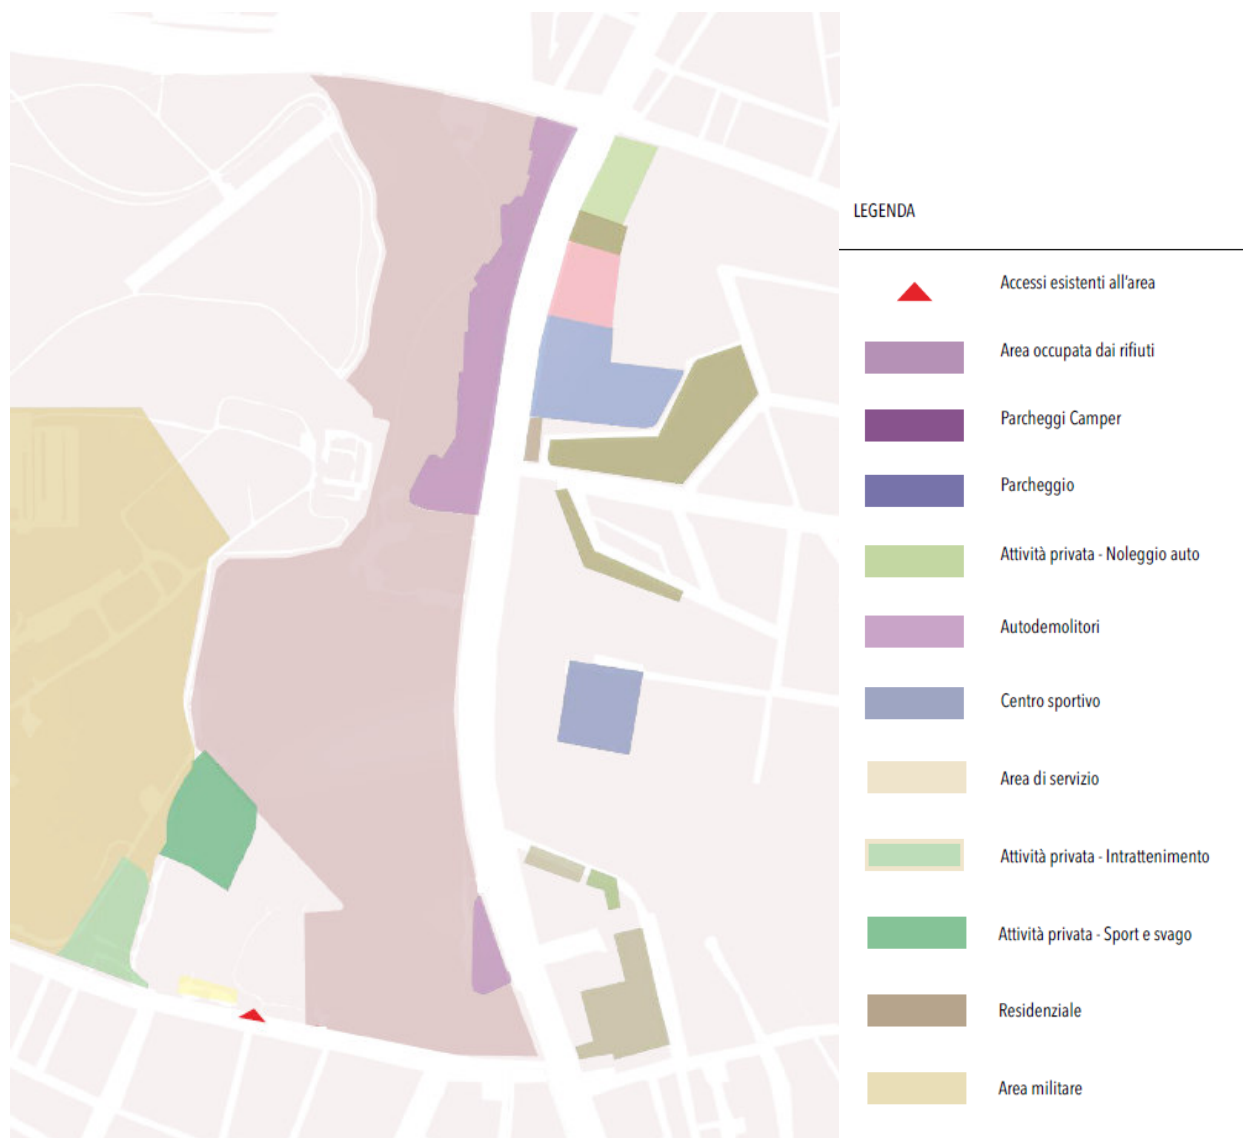 LEGENDA
Accessi esistenti all'area
Area occupata dai rifiuti
Parcheggi Camper
Parcheggio
Attività privata - Noleggio auto
Autodemolitori
Centro sportivo
Area di servizio
Attività privata - Intrattenimento
Attività privata - Sport e svago
Residenziale
Area militare